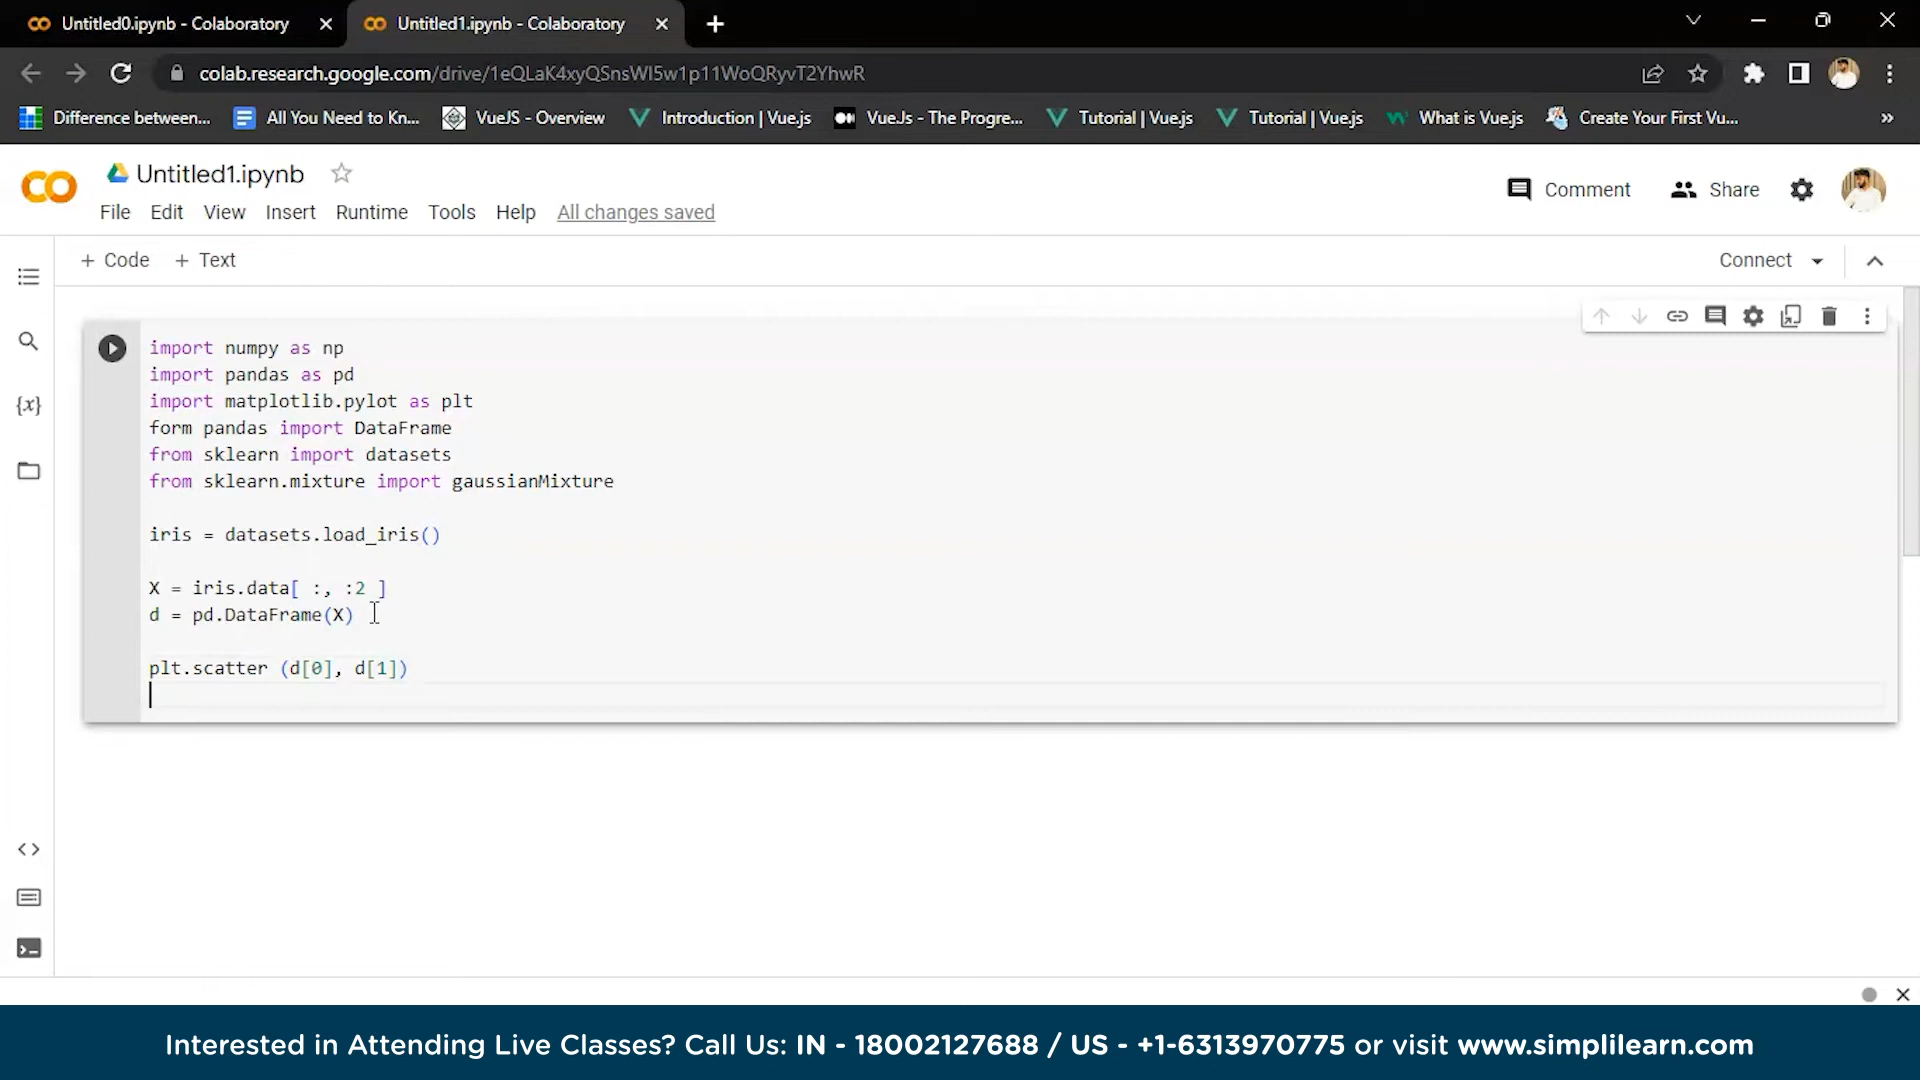 Untitled0.ipynb - Colaboratory
Untitled1.ipynb - Colaboratory
colab.research.google.com/drive/1eQLaK4xyQSnsWI5w1p11WoQRyvT2YhwR
Difference between...
All You Need to Kn...
VueJS - Overview
Introduction | Vue.js
VueJs - The Progre...
Tutorial | Vue.js
Tutorial | Vue.js
What is Vue.js
Create Your First Vu...
»
CO
Untitled1.ipynb
Comment
Share
File Edit View Insert Runtime Tools Help All changes saved
+ Code + Text
Connect
import numpy as np
import pandas as pd
import matplotlib.pylot as plt
form pandas import DataFrame
from sklearn import datasets
from sklearn.mixture import gaussianMixture
iris = datasets.load_iris()
X = iris.data[ :, :2 ]
d = pd.DataFrame(X)
plt.scatter (d[0], d[1])
{x}
<>
Interested in Attending Live Classes? Call Us: IN - 18002127688 / US - +1-6313970775 or visit www.simplilearn.com